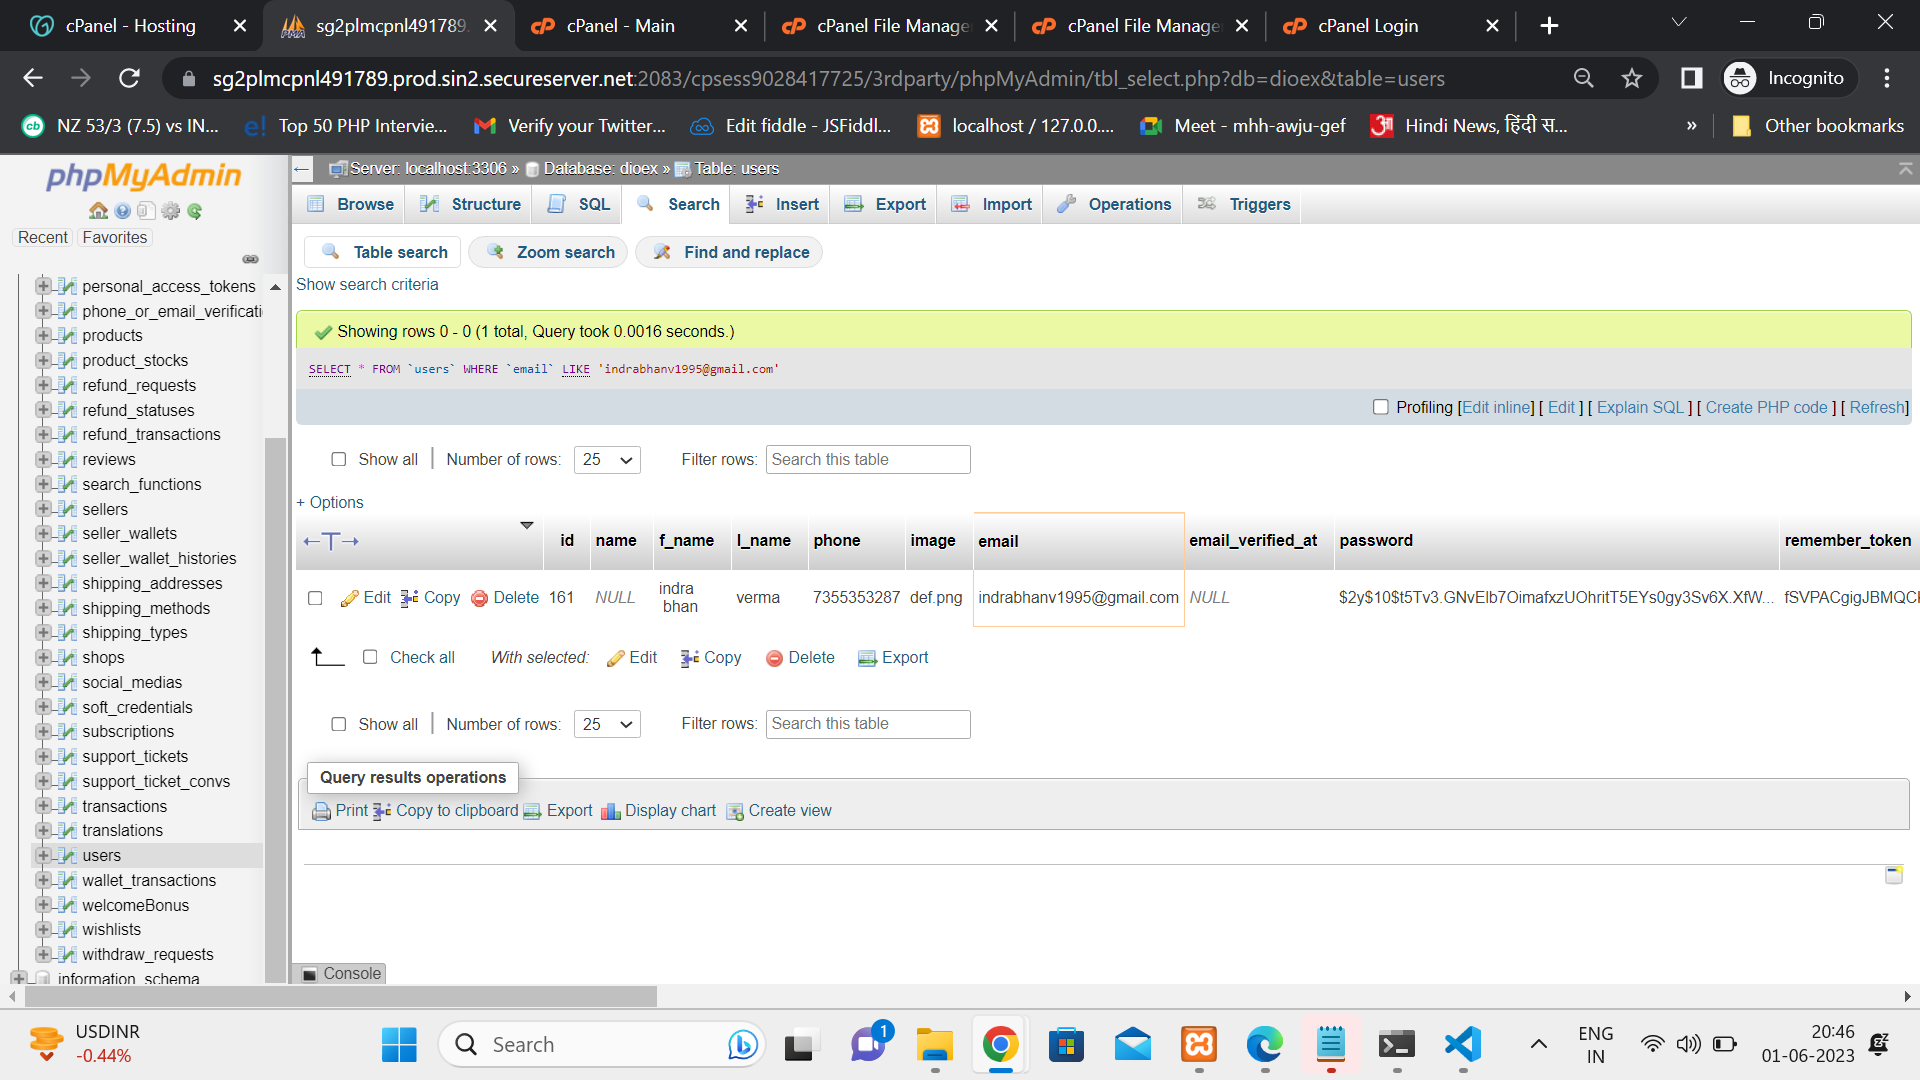 cPanel - Hosting
sg2plmcpnl491789.
cPanel - Main
cPanel File Manage
cPanel File Manage
cPanel Login
sg2plmcpnl491789.prod.sin2.secureserver.net:2083/cpsess9028417725/3rdparty/phpMyAdmin/tbl_select.php?db=dioex&table=users
Incognito
NZ 53/3 (7.5) vs IN...
Top 50 PHP Intervie...
Verify your Twitter...
Edit fiddle - JSFiddl...
localhost / 127.0.0....
Meet - mhh-awju-gef
Hindi News, हिंदी स...
»
Other bookmarks
phpMyAdmin
Recent
Favorites
personal_access_tokens
phone_or_email_verificati
products
product_stocks
refund_requests
refund_statuses
refund_transactions
reviews
search_functions
sellers
seller_wallets
seller_wallet_histories
shipping_addresses
shipping_methods
shipping_types
shops
social_medias
soft_credentials
subscriptions
support_tickets
support_ticket_convs
transactions
translations
users
wallet_transactions
welcomeBonus
wishlists
withdraw_requests
information_schema
Server: localhost:3306 » Database: dioex » Table: users
Browse Structure SQL Search Insert Export Import Operations Triggers
Table search Zoom search Find and replace
Show search criteria
Showing rows 0 - 0 (1 total, Query took 0.0016 seconds.)
SELECT * FROM `users` WHERE `email` LIKE 'indrabhanv1995@gmail.com'
Profiling [Edit inline] [ Edit ] [ Explain SQL ] [ Create PHP code ] [ Refresh]
Show all Number of rows: 25 Filter rows: Search this table
+ Options
←T→ id name f_name l_name phone image email email_verified_at password remember_token
Edit Copy Delete 161 NULL indra bhan verma 7355353287 def.png indrabhanv1995@gmail.com NULL $2y$10$t5Tv3.GNvElb7OimafxzUOhritT5EYs0gy3Sv6X.XfW... fSVPACgigJBMQC
Check all With selected: Edit Copy Delete Export
Show all Number of rows: 25 Filter rows: Search this table
Query results operations
Print Copy to clipboard Export Display chart Create view
Console
USDINR
-0.44%
Search
1
ENG
IN
20:46
01-06-2023